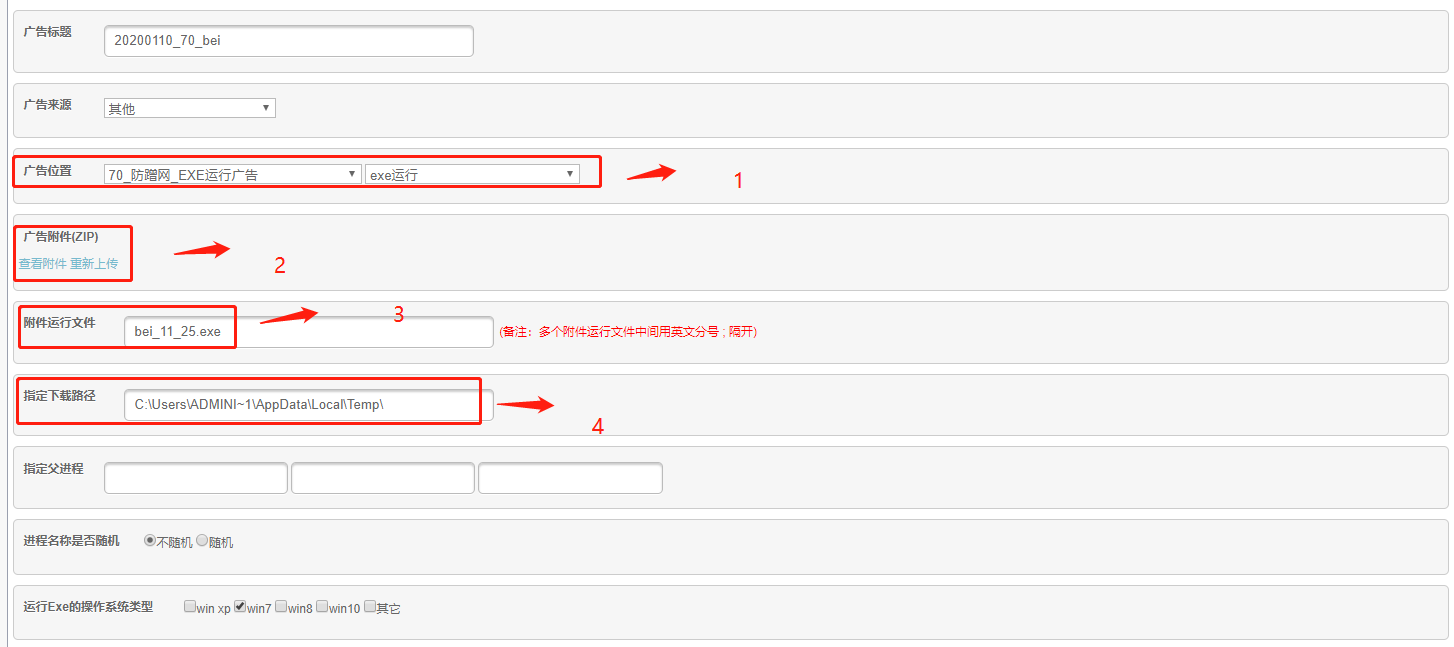 广告标题
20200110_70_bei
广告来源
其他
广告位置
70_防蹭网_EXE运行广告 exe运行
1
广告附件(ZIP)
查看附件 重新上传
2
附件运行文件
bei_11_25.exe
3
(备注：多个附件运行文件中间用英文分号 ; 隔开)
指定下载路径
C:\Users\ADMINI~1\AppData\Local\Temp\
4
指定父进程
进程名称是否随机 不随机 随机
运行Exe的操作系统类型 win xp win7 win8 win10 其它